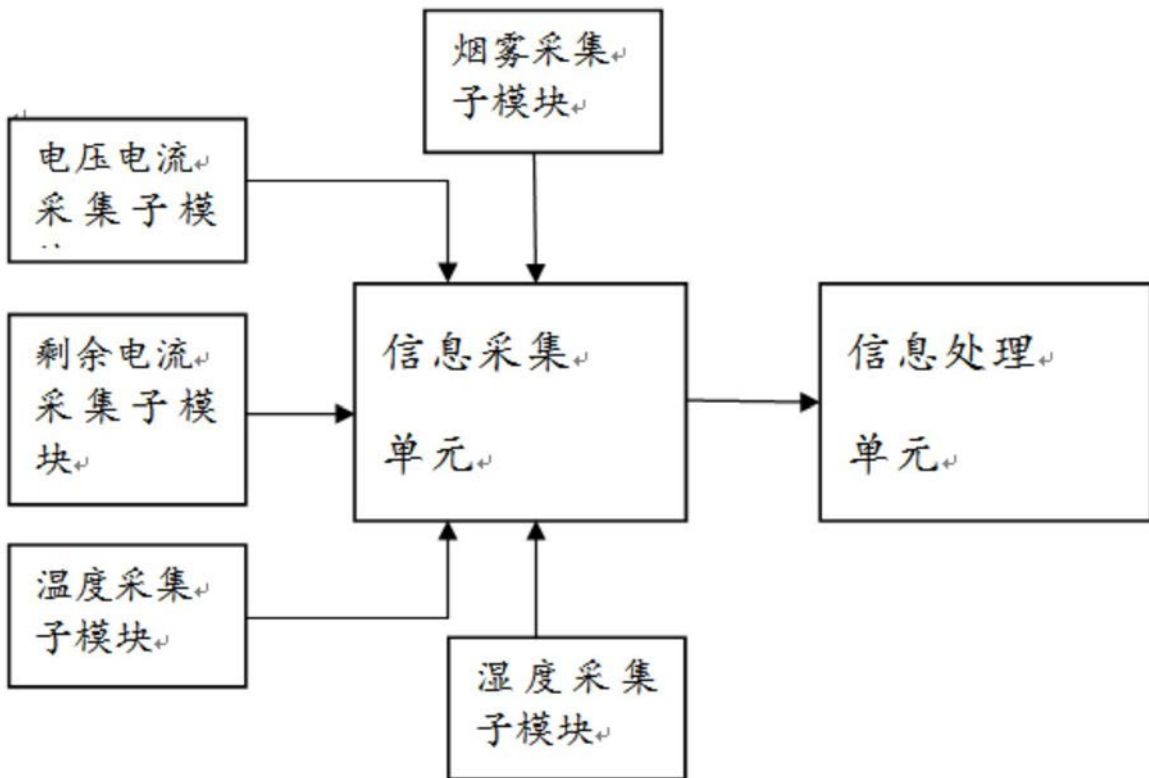 烟雾采集
子模块
电压电流
采集子模
剩余电流
采集子模
块
信息采集
单元
信息处理
单元
温度采集
子模块
湿度采集
子模块